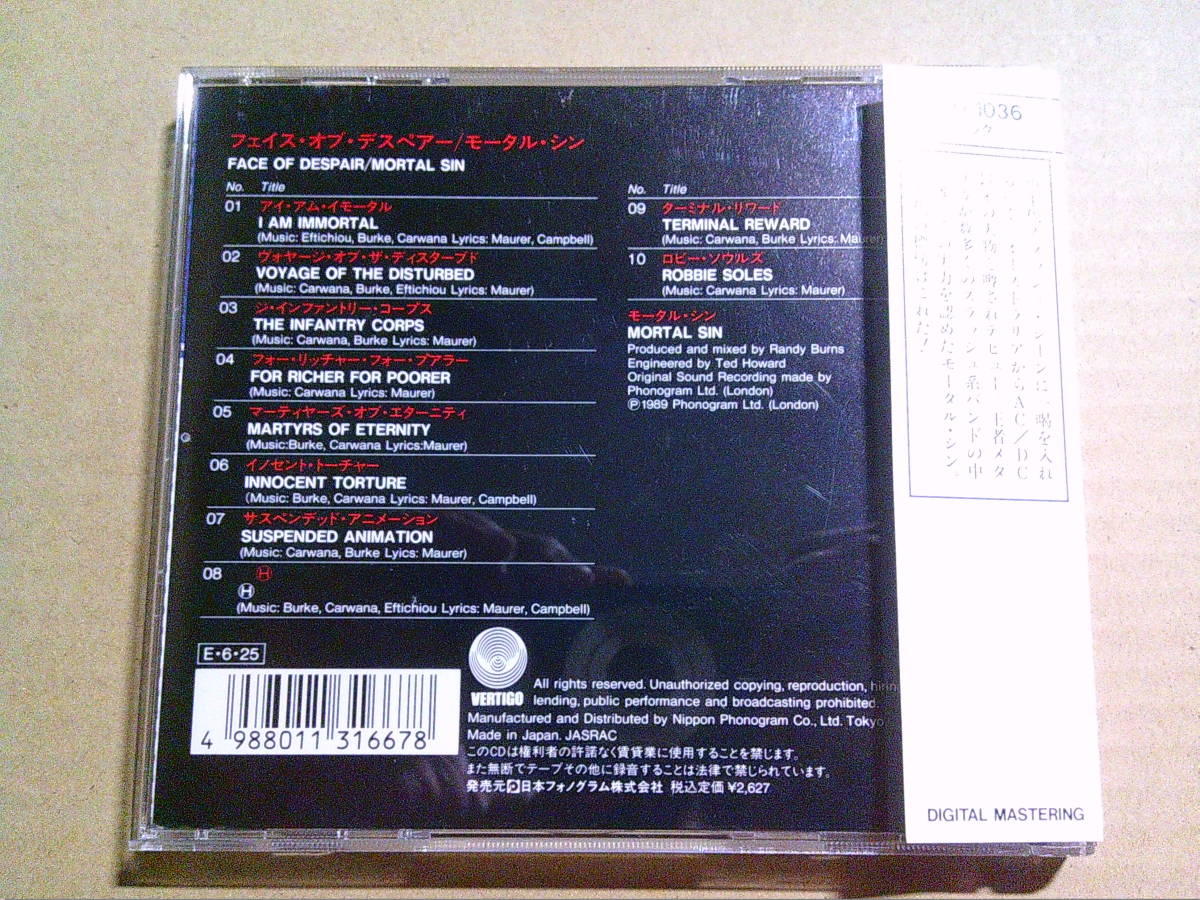 フェイス・オブ・デスペアー/モータル・シン
FACE OF DESPAIR/MORTAL SIN
No. Title
01 アイ・アム・イモータル
I AM IMMORTAL
(Music: Eftichiou, Burke, Carwana Lyrics: Maurer, Campbell)
02 ヴォヤージ・オブ・ザ・ディスターブド
VOYAGE OF THE DISTURBED
(Music: Carwana, Burke, Eftichiou Lyrics: Maurer)
03 ジ・インファントリー・コープス
THE INFANTRY CORPS
(Music: Carwana, Burke Lyrics: Maurer)
04 フォー・リッチャー・フォー・プアラー
FOR RICHER FOR POORER
(Music: Carwana Lyrics: Maurer)
05 マーティヤーズ・オブ・エタニティ
MARTYRS OF ETERNITY
(Music:Burke, Carwana Lyrics:Maurer)
06 イノセント・トーチャー
INNOCENT TORTURE
(Music: Burke, Carwana Lyrics: Maurer, Campbell)
07 サスペンデッド・アニメーション
SUSPENDED ANIMATION
(Music: Carwana, Burke Lyics: Maurer)
08 Ⓗ
Ⓗ
(Music: Burke, Carwana, Eftichiou Lyrics: Maurer, Campbell)
No. Title
09 ターミナル・リワード
TERMINAL REWARD
(Music: Carwana, Burke Lyrics: Maurer)
10 ロビー・ソウルズ
ROBBIE SOLES
(Music: Carwana Lyrics: Maurer)
モータル・シン
MORTAL SIN
Produced and mixed by Randy Burns
Engineered by Ted Howard
Original Sound Recording made by
Phonogram Ltd. (London)
Ⓟ1989 Phonogram Ltd. (London)
E・6・25
4 988011 316678
VERTIGO
All rights reserved. Unauthorized copying, reproduction, hirin
lending, public performance and broadcasting prohibited.
Manufactured and Distributed by Nippon Phonogram Co., Ltd. Tokyo
Made in Japan. JASRAC
このCDは権利者の許諾なく賃貸業に使用することを禁じます。
また無断でテープその他に録音することは法律で禁じられています。
発売元 日本フォノグラム株式会社 税込定価 ¥2,627
1036
DIGITAL MASTERING